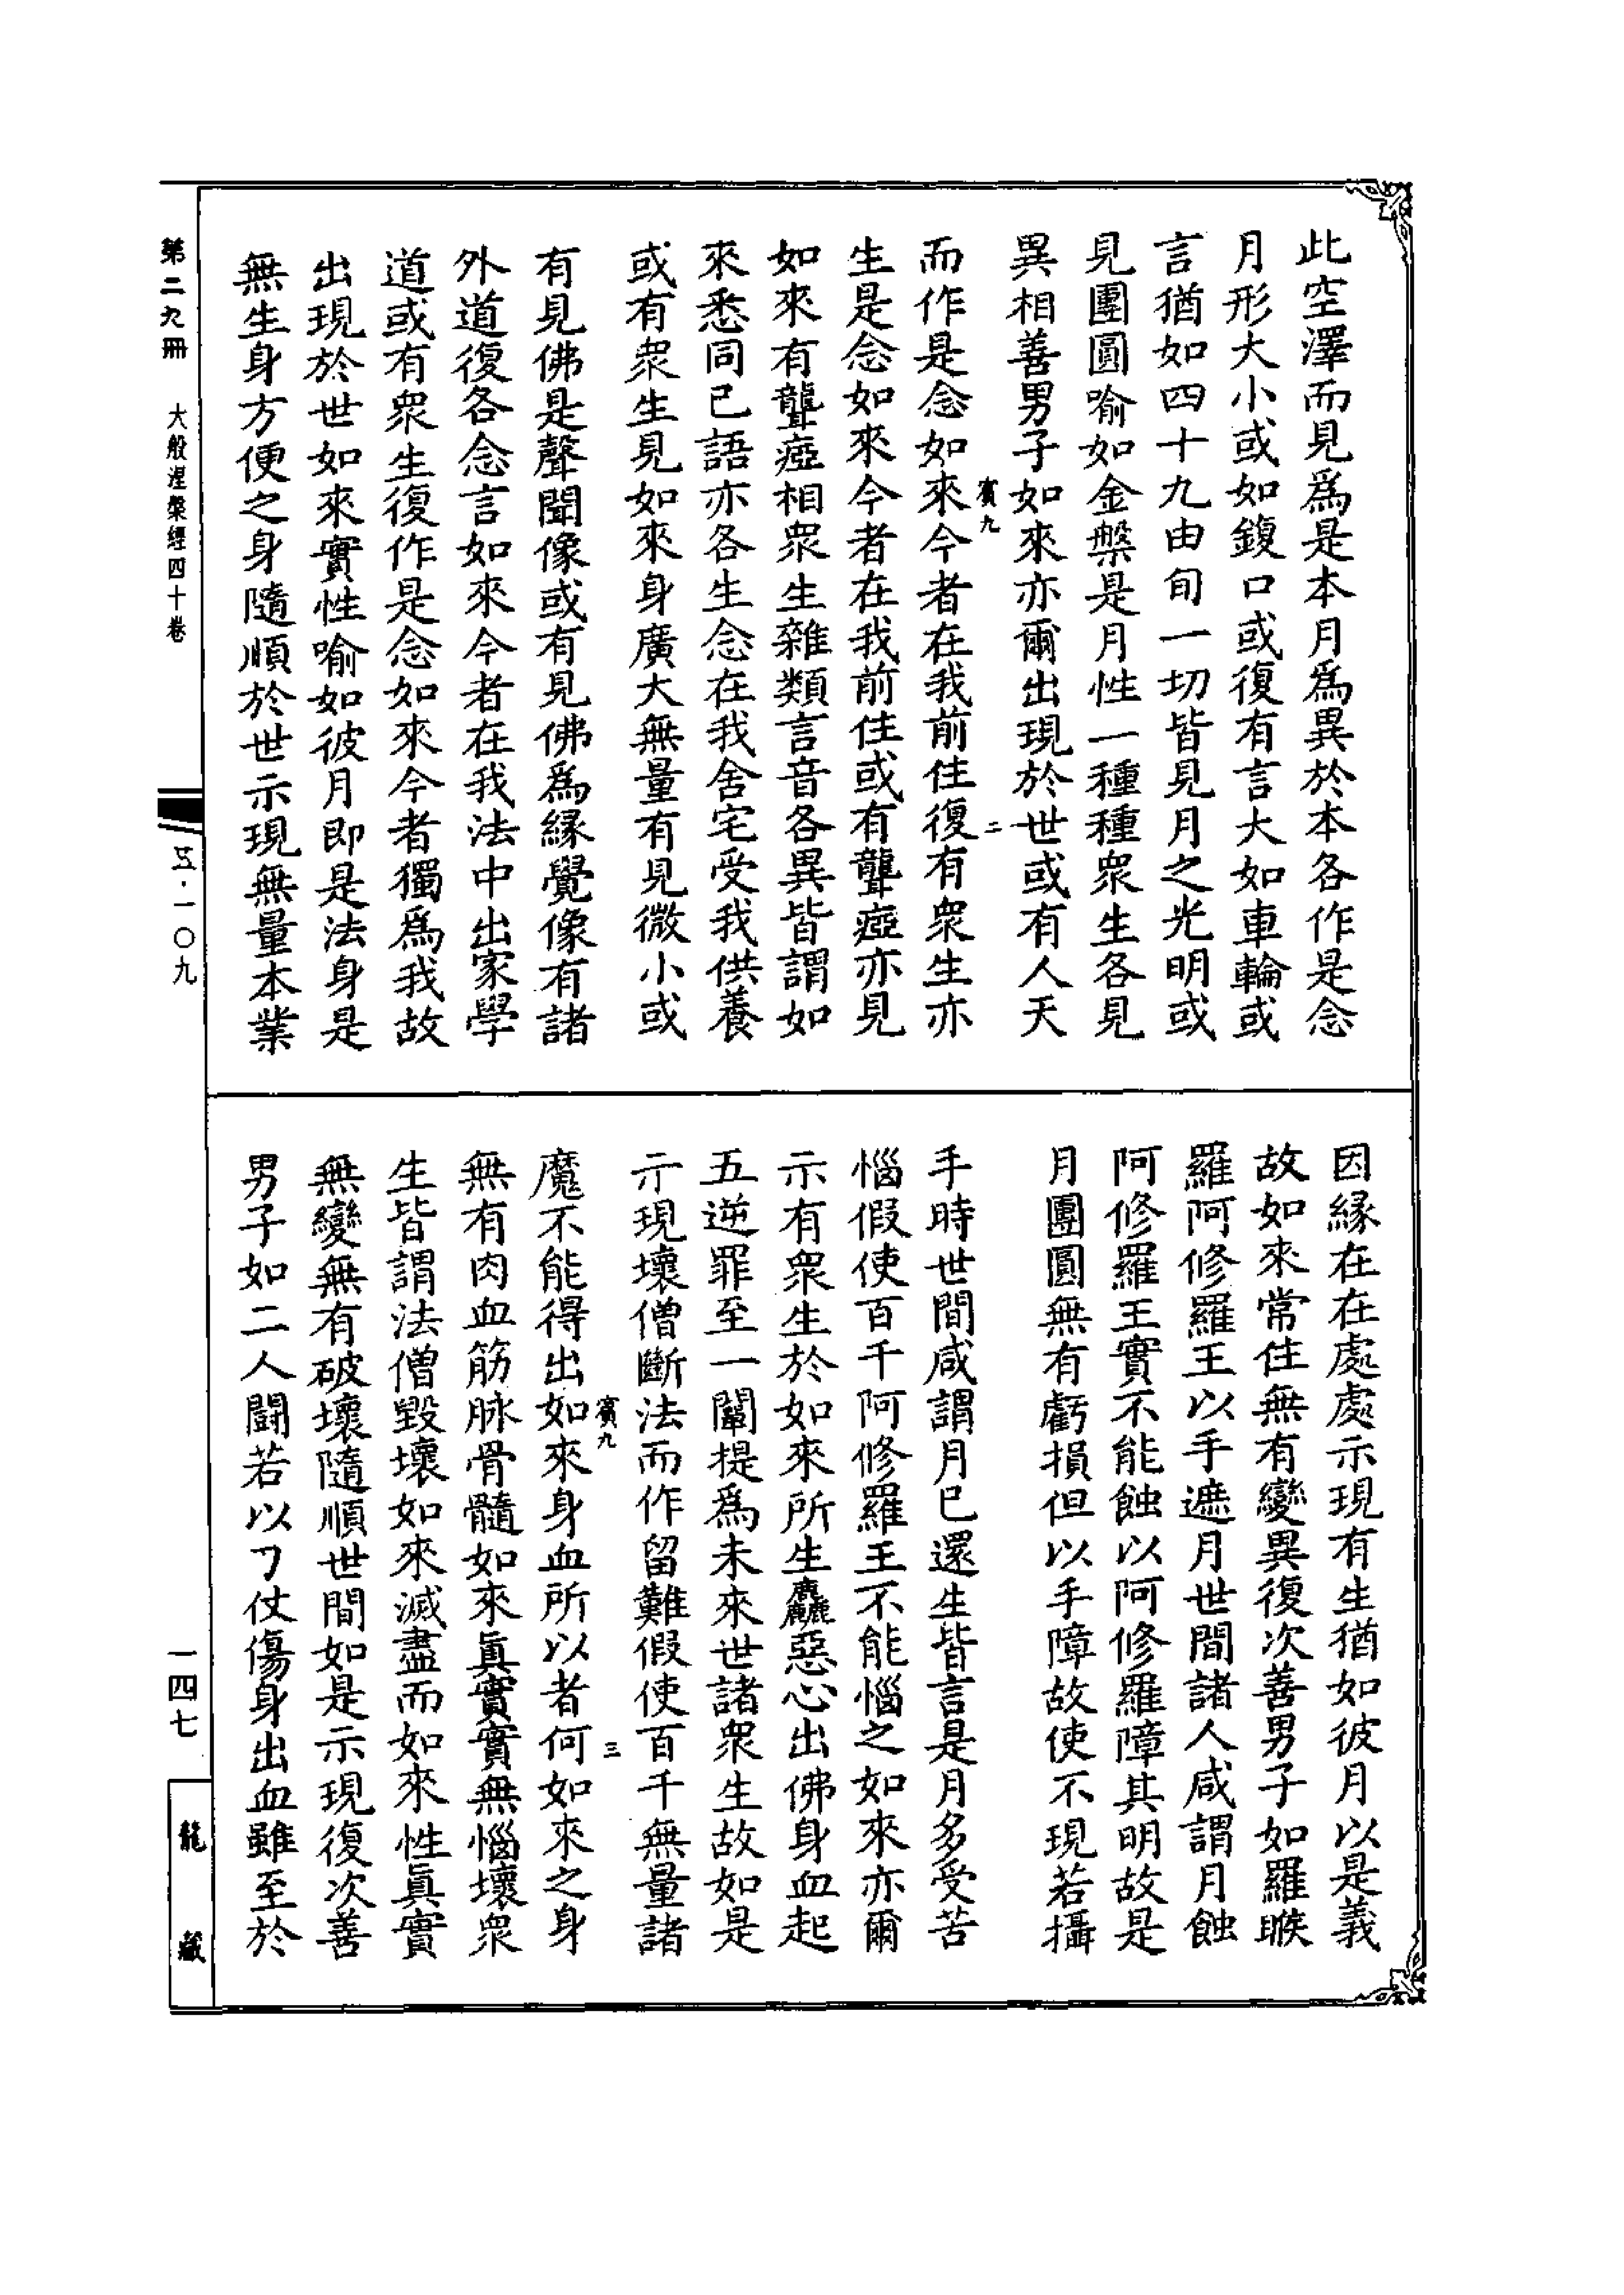 此空澤而見爲是本月爲異於本各作是念
月形大小或如鍑口或復有言大如車輪或
言猶如四十九由旬一切皆見月之光明或
見團圓喻如金槃是月性一種種衆生各見
異相善男子如來亦爾出現於世或有人天
賓九
二
而作是念如來今者在我前住復有衆生亦
生是念如來今者在我前住或有聾瘂亦見
如來有聾瘂相衆生雜類言音各異皆謂如
來悉同己語亦各生念在我舍宅受我供養
或有衆生見如來身廣大無量有見微小或
有見佛是聲聞像或有見佛爲緣覺像有諸
外道復各念言如來今者在我法中出家學
道或有衆生復作是念如來今者獨爲我故
出現於世如來實性喻如彼月即是法身是
無生身方便之身隨順於世示現無量本業
因緣在在處處示現有生猶如彼月以是義
故如來常住無有變異復次善男子如羅睺
羅阿修羅王以手遮月世間諸人咸謂月蝕
阿修羅王實不能蝕以阿修羅障其明故是
月團圓無有虧損但以手障故使不現若攝
手時世間咸謂月已還生皆言是月多受苦
惱假使百千阿修羅王不能惱之如來亦爾
示有衆生於如來所生麤惡心出佛身血起
五逆罪至一闡提爲未來世諸衆生故如是
示現壞僧斷法而作留難假使百千無量諸
賓九
三
魔不能得出如來身血所以者何如來之身
無有肉血筋脉骨髓如來眞實實無惱壞衆
生皆謂法僧毀壞如來滅盡而如來性眞實
無變無有破壞隨順世間如是示現復次善
男子如二人鬪若以刀仗傷身出血雖至於
第二九冊 大般涅槃經四十卷
五·一〇九
一四七
龍藏